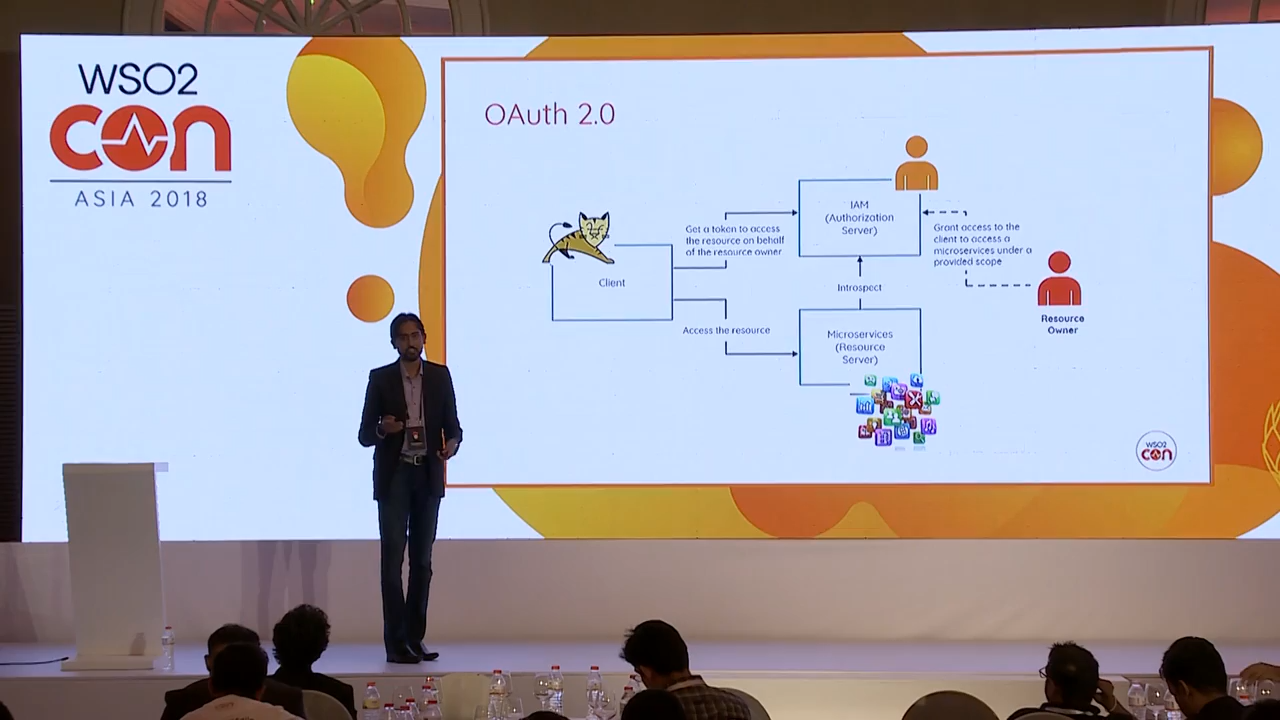 WSO2
con
ASIA 2018
OAuth 2.0
IAM
(Authorization
Server)
Get a token to access
the resource on behalf
of the resource owner
Grant access to the
client to access a
microservices under a
provided scope
Client
Introspect
Resource
Owner
Access the resource
Microservices
(Resource
Server)
WSO2
con